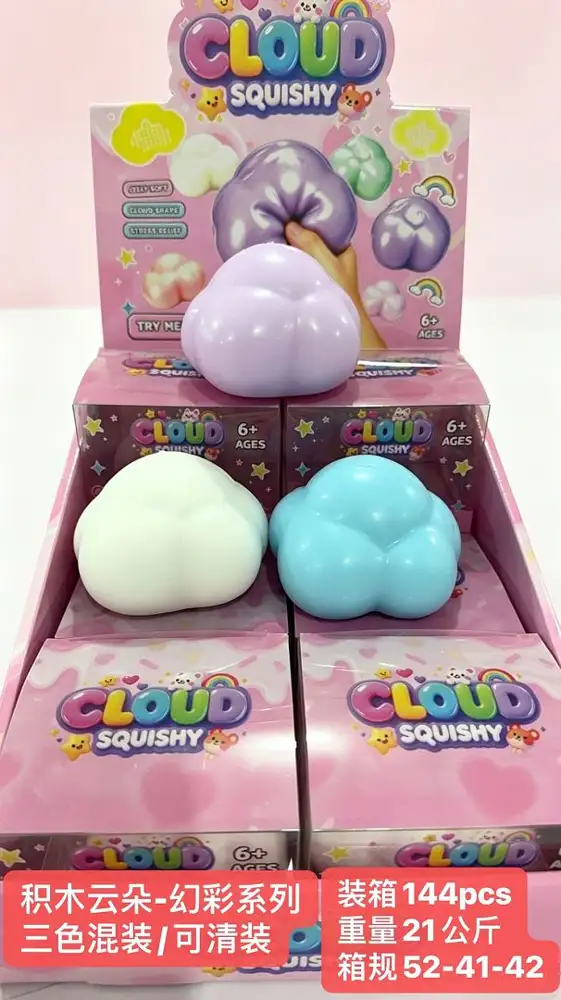 CLOUD
SQUISHY
JELLY SOFT
CLOUD SHAPE
STRESS RELIEF
TRY ME
6+
AGES
SQUISHY
CLOUD
SQUISHY
6+
AGES
CLOUD
SQUISHY
6+
AGES
CLOUD
SQUISHY
CLOUD
SQUISHY
CLOUD
6+
AGES
CLOUD
积木云朵-幻彩系列
三色混装/可清装
装箱144pcs
重量21公斤
箱规52-41-42
CLOUD
SQUISHY